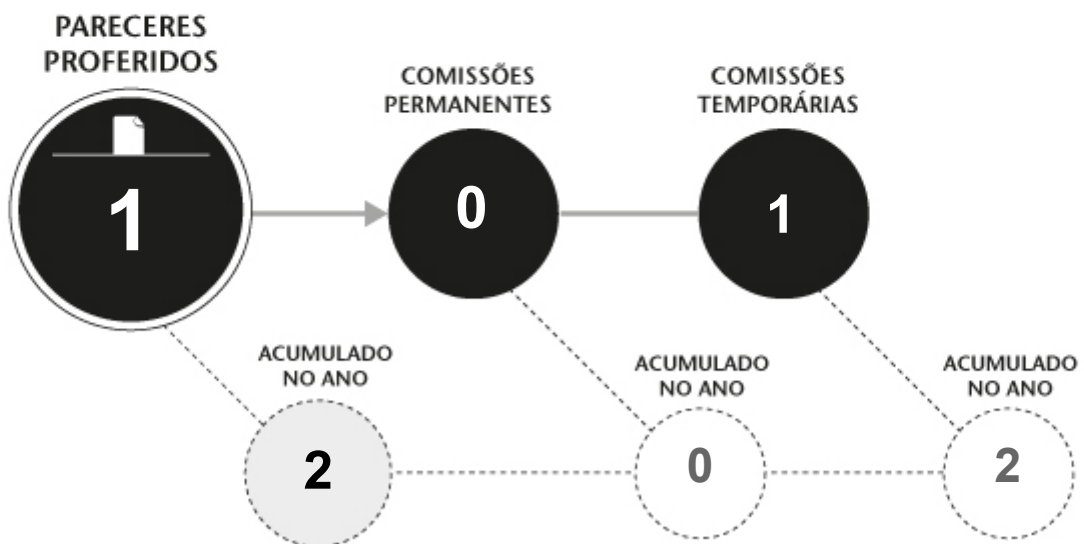 PARECERES
PROFERIDOS
1
COMISSÕES
PERMANENTES
0
COMISSÕES
TEMPORÁRIAS
1
ACUMULADO
NO ANO
2
ACUMULADO
NO ANO
0
ACUMULADO
NO ANO
2